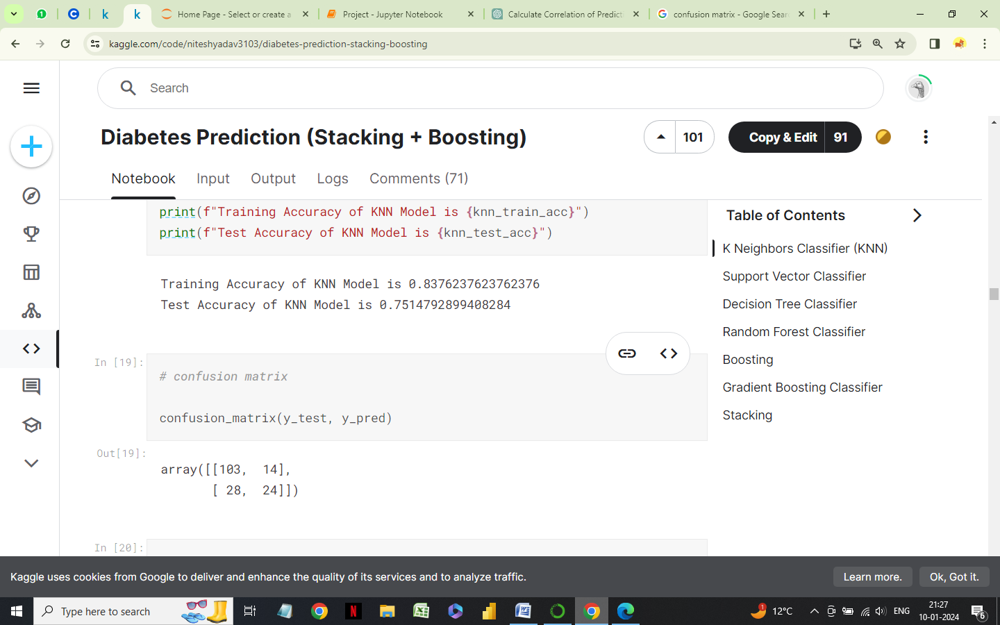 Home Page - Select or create a
Project - Jupyter Notebook
Calculate Correlation of Predicti
confusion matrix - Google Sear
kaggle.com/code/niteshyadav3103/diabetes-prediction-stacking-boosting
Search
Diabetes Prediction (Stacking + Boosting)
101
Copy & Edit
91
Notebook
Input
Output
Logs
Comments (71)
print(f"Training Accuracy of KNN Model is {knn_train_acc}")
print(f"Test Accuracy of KNN Model is {knn_test_acc}")
Training Accuracy of KNN Model is 0.8376237623762376
Test Accuracy of KNN Model is 0.7514792899408284
In [19]:
# confusion matrix
confusion_matrix(y_test, y_pred)
Out[19]:
array([[103, 14],
[ 28, 24]])
In [20]:
Table of Contents
K Neighbors Classifier (KNN)
Support Vector Classifier
Decision Tree Classifier
Random Forest Classifier
Boosting
Gradient Boosting Classifier
Stacking
Kaggle uses cookies from Google to deliver and enhance the quality of its services and to analyze traffic.
Learn more.
Ok, Got it.
Type here to search
12°C
ENG
21:27
10-01-2024
6